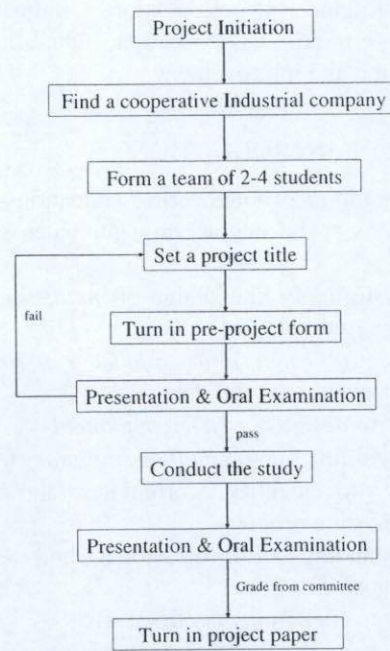 Project Initiation
Find a cooperative Industrial company
Form a team of 2-4 students
Set a project title
fail
Turn in pre-project form
Presentation & Oral Examination
pass
Conduct the study
Presentation & Oral Examination
Grade from committee
Turn in project paper